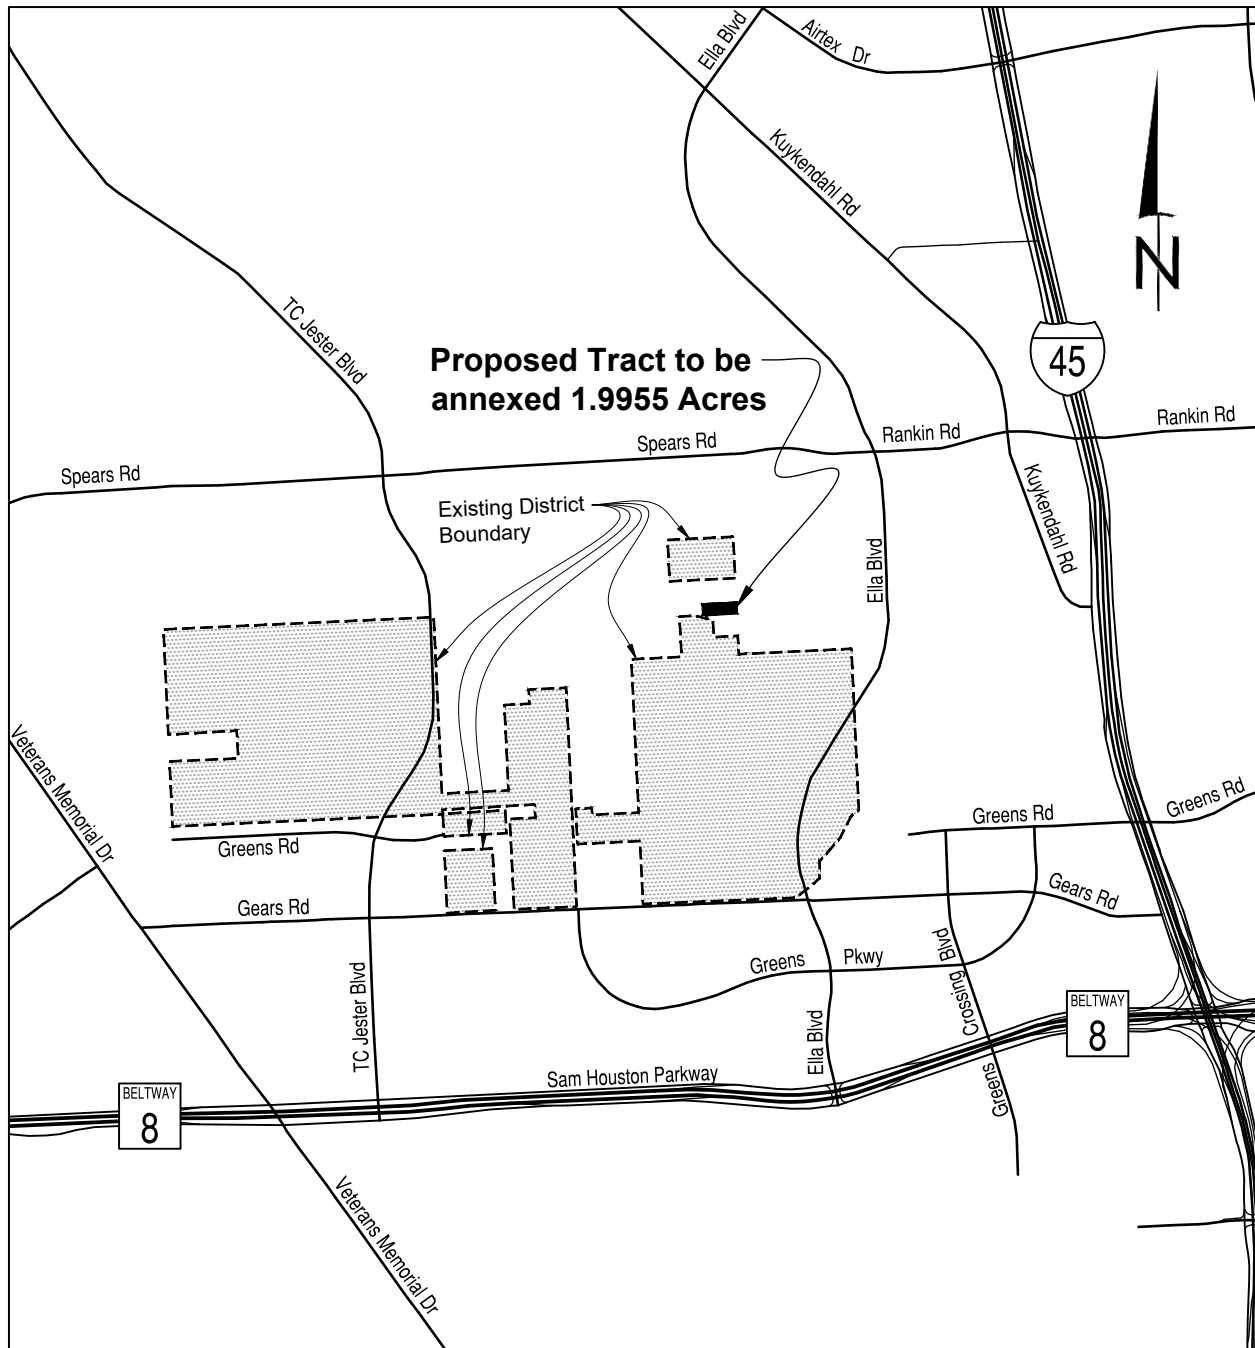 Ella Blvd
Airtex Dr
Kuykendahl Rd
N
TC Jester Blvd
45
Proposed Tract to be
annexed 1.9955 Acres
Rankin Rd
Rankin Rd
Spears Rd
Spears Rd
Kuykendahl Rd
Existing District
Boundary
Ella Blvd
Veterans Memorial Dr
Greens Rd
Greens Rd
Greens Rd
Gears Rd
Gears Rd
Greens Pkwy
Greens Crossing Blvd
TC Jester Blvd
Ella Blvd
BELTWAY
8
Sam Houston Parkway
BELTWAY
8
Veterans Memorial Dr